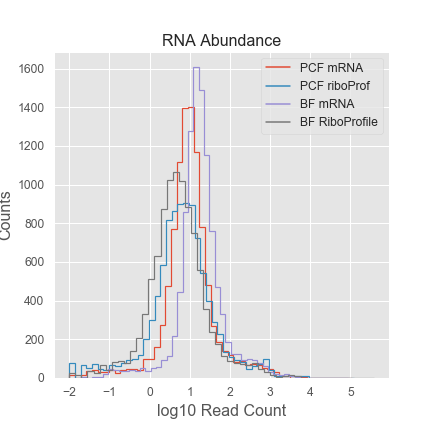 RNA Abundance
PCF mRNA
PCF riboProf
BF mRNA
BF RiboProfile
Counts
1600
1400
1200
1000
800
600
400
200
0
−2
−1
0
1
2
3
4
5
log10 Read Count